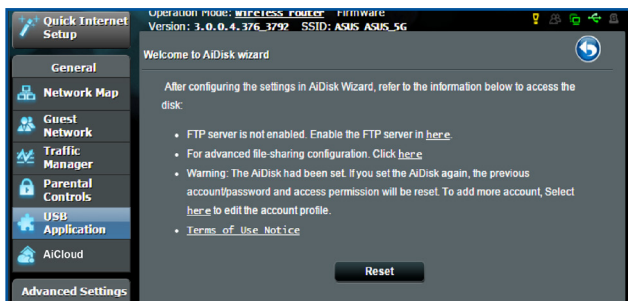 Quick Internet
Setup
Operation Mode: Wireless router Firmware
Version: 3.0.0.4.376_3792 SSID: ASUS ASUS_5G
General
Network Map
Guest
Network
Traffic
Manager
Parental
Controls
USB
Application
AiCloud
Advanced Settings
Welcome to AiDisk wizard
After configuring the settings in AiDisk Wizard, refer to the information below to access the
disk:
• FTP server is not enabled. Enable the FTP server in here.
• For advanced file-sharing configuration. Click here
• Warning: The AiDisk had been set. If you set the AiDisk again, the previous
account/password and access permission will be reset. To add more account, Select
here to edit the account profile.
• Terms of Use Notice
Reset